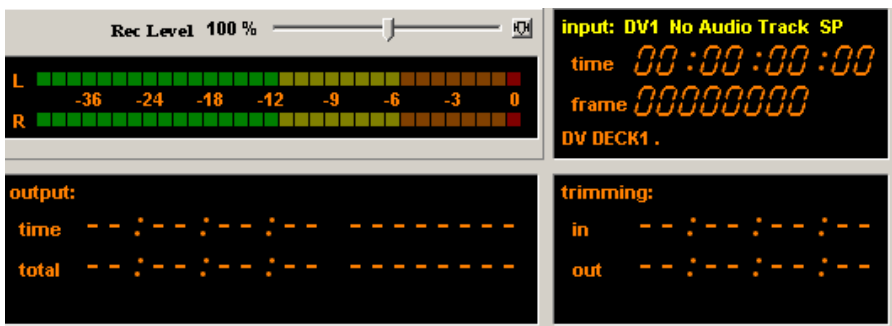 Rec Level 100 %
L
-36 -24 -18 -12 -9 -6 -3 0
R
input: DV1 No Audio Track SP
time 00:00:00:00
frame 00000000
DV DECK1 .
output:
time --:--:--:-- --------
total --:--:--:-- --------
trimming:
in --:--:--:--
out --:--:--:--